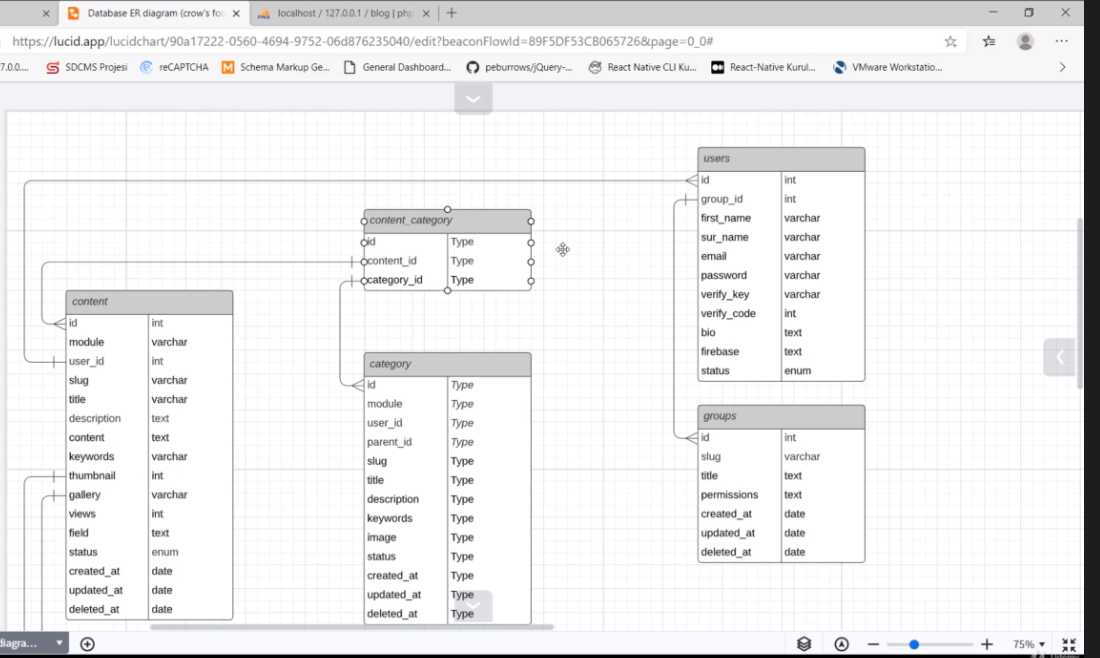 Database ER diagram (crow's foo
localhost / 127.0.0.1 / blog | php
https://lucid.app/lucidchart/90a17222-0560-4694-9752-06d876235040/edit?beaconFlowId=89F5DF53CB065726&page=0_0#
7.0.0....
SDCMS Projesi
reCAPTCHA
Schema Markup Ge...
General Dashboard...
peburrows/jQuery-...
React Native CLI Ku...
React-Native Kurul...
VMware Workstatio...
users
id int
group_id int
first_name varchar
sur_name varchar
email varchar
password varchar
verify_key varchar
verify_code int
bio text
firebase text
status enum
content_category
id Type
content_id Type
category_id Type
content
id int
module varchar
user_id int
slug varchar
title varchar
description text
content text
keywords varchar
thumbnail int
gallery varchar
views int
field text
status enum
created_at date
updated_at date
deleted_at date
category
id Type
module Type
user_id Type
parent_id Type
slug Type
title Type
description Type
keywords Type
image Type
status Type
created_at Type
updated_at Type
deleted_at Type
groups
id int
slug varchar
title text
permissions text
created_at date
updated_at date
deleted_at date
diagra...
75%